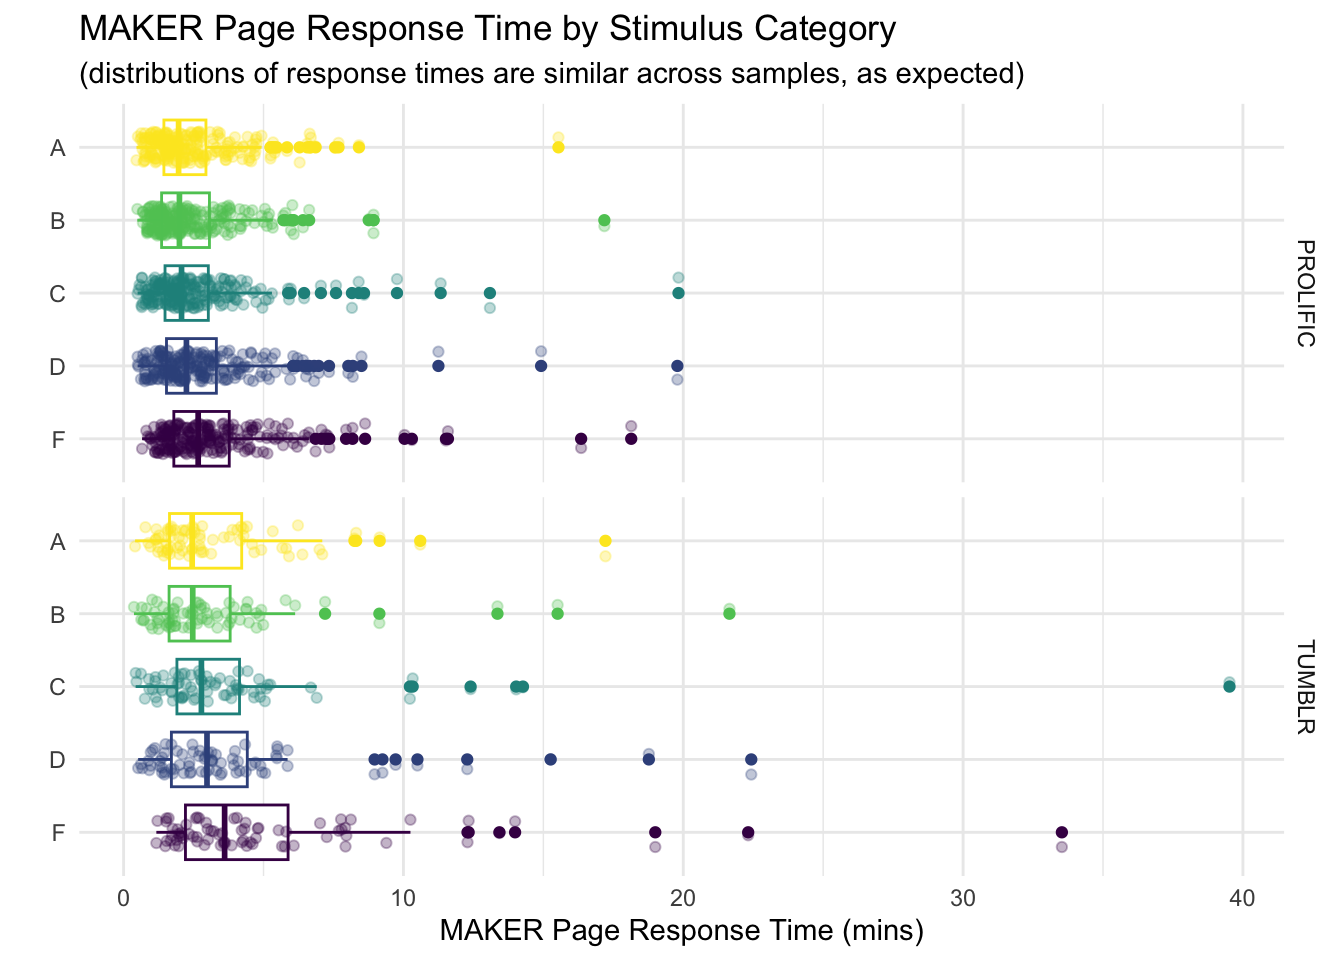 MAKER Page Response Time by Stimulus Category
(distributions of response times are similar across samples, as expected)
A
B
C
D
F
PROLIFIC
A
B
C
D
F
TUMBLR
0 10 20 30 40
MAKER Page Response Time (mins)